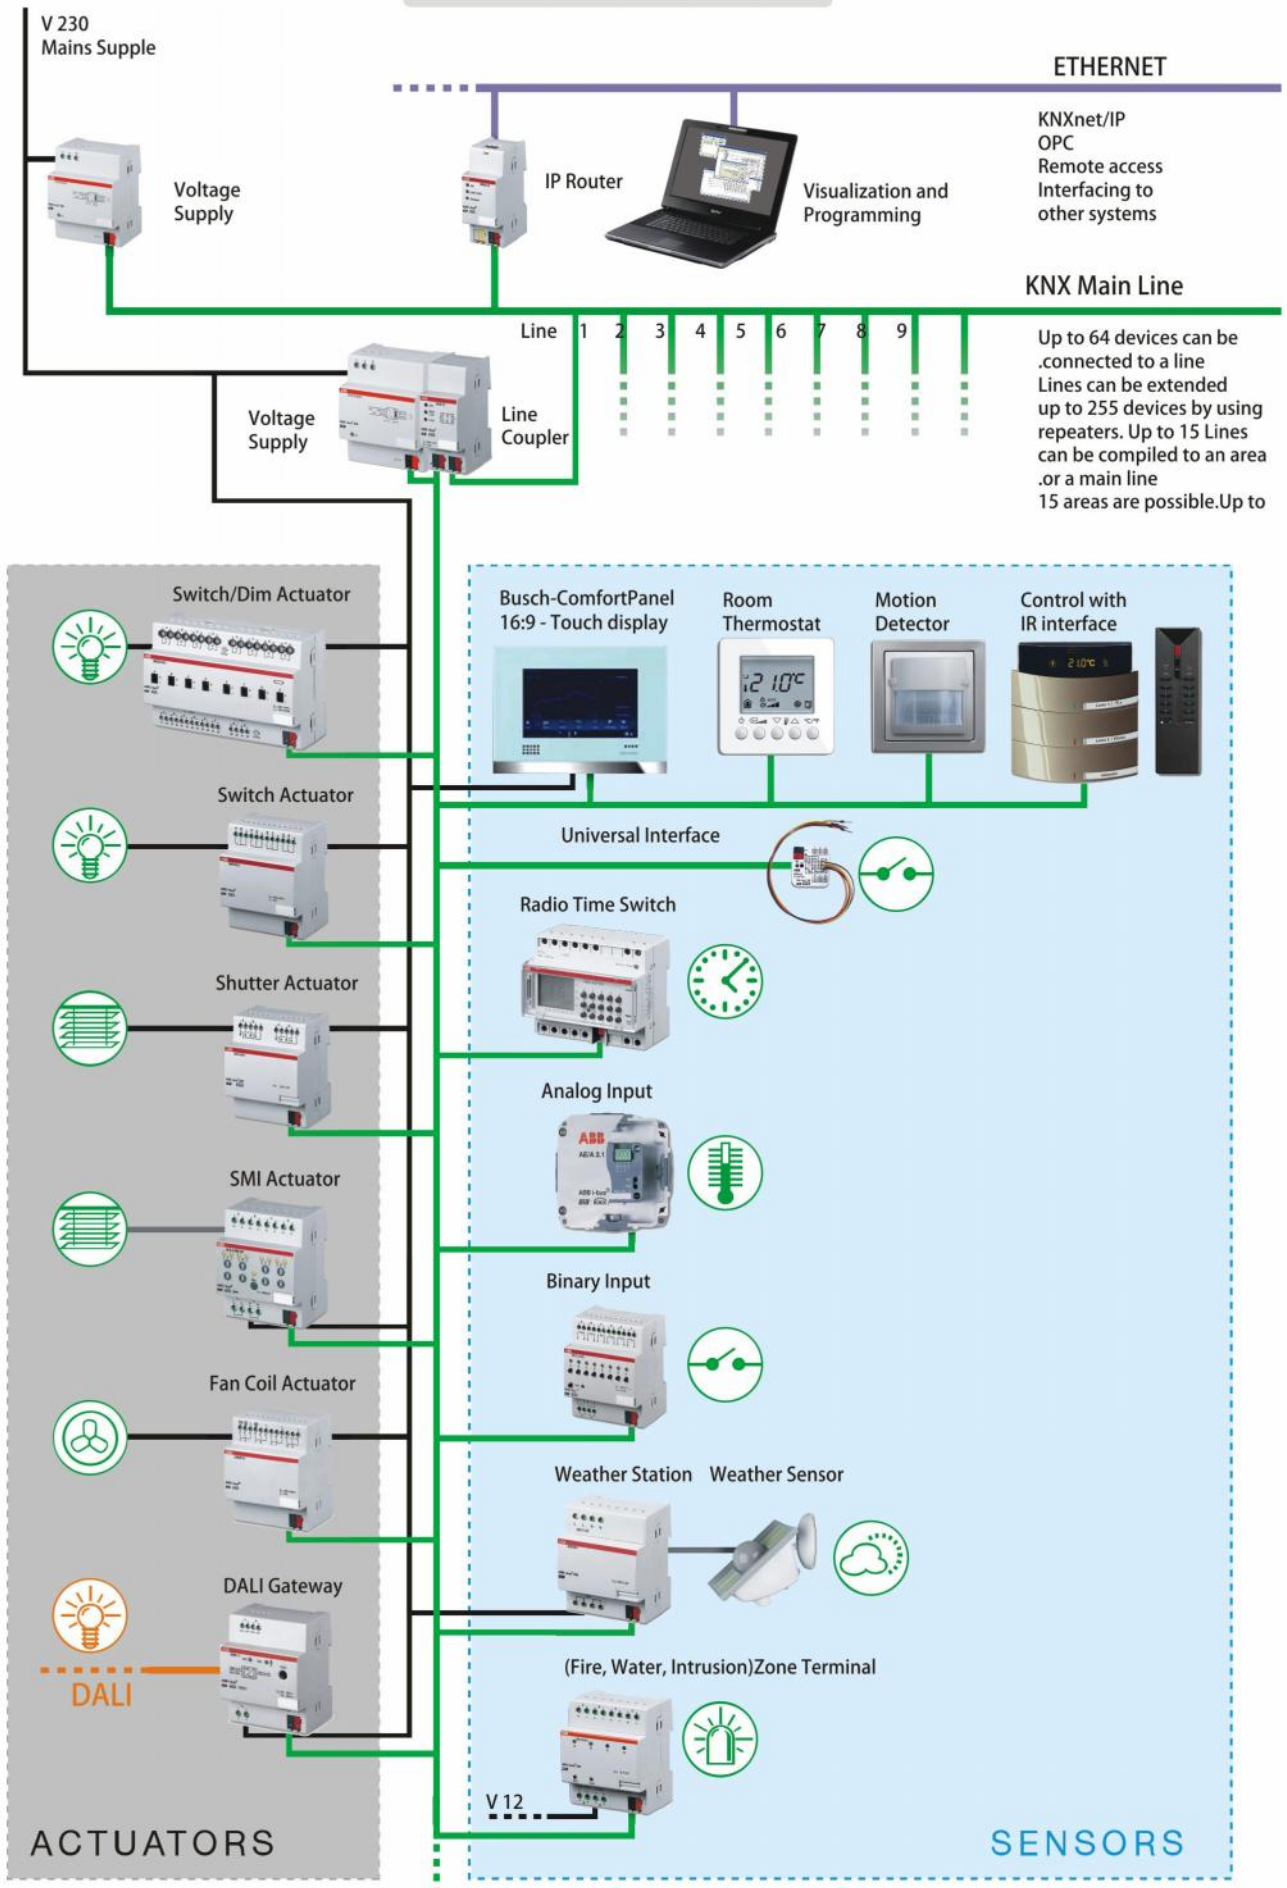 V 230
Mains Supple
ETHERNET
KNXnet/IP
OPC
Remote access
Interfacing to
other systems
Voltage
Supply
IP Router
Visualization and
Programming
KNX Main Line
Line 1 2 3 4 5 6 7 8 9
Up to 64 devices can be
.connected to a line
Lines can be extended
up to 255 devices by using
repeaters. Up to 15 Lines
can be compiled to an area
.or a main line
15 areas are possible.Up to
Voltage
Supply
Line
Coupler
Switch/Dim Actuator
Switch Actuator
Shutter Actuator
SMI Actuator
Fan Coil Actuator
DALI Gateway
DALI
ACTUATORS
Busch-ComfortPanel
16:9 - Touch display
Room
Thermostat
21.0°C
Motion
Detector
Control with
IR interface
21.0°C
Universal Interface
Radio Time Switch
Analog Input
ABB
Binary Input
Weather Station
Weather Sensor
(Fire, Water, Intrusion)Zone Terminal
V 12
SENSORS